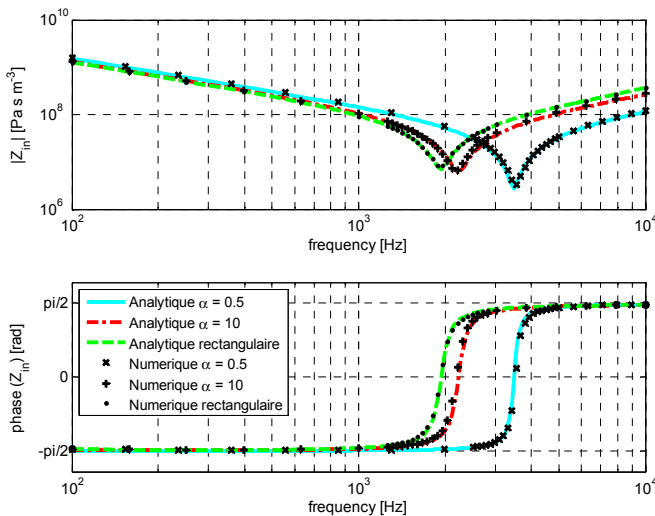 10^10
10^8
10^6
|Z_in| [Pa s m^-3]
10^2
10^3
10^4
frequency [Hz]
pi/2
0
-pi/2
phase (Z_in) [rad]
Analytique α = 0.5
Analytique α = 10
Analytique rectangulaire
Numerique α = 0.5
Numerique α = 10
Numerique rectangulaire
10^2
10^3
10^4
frequency [Hz]